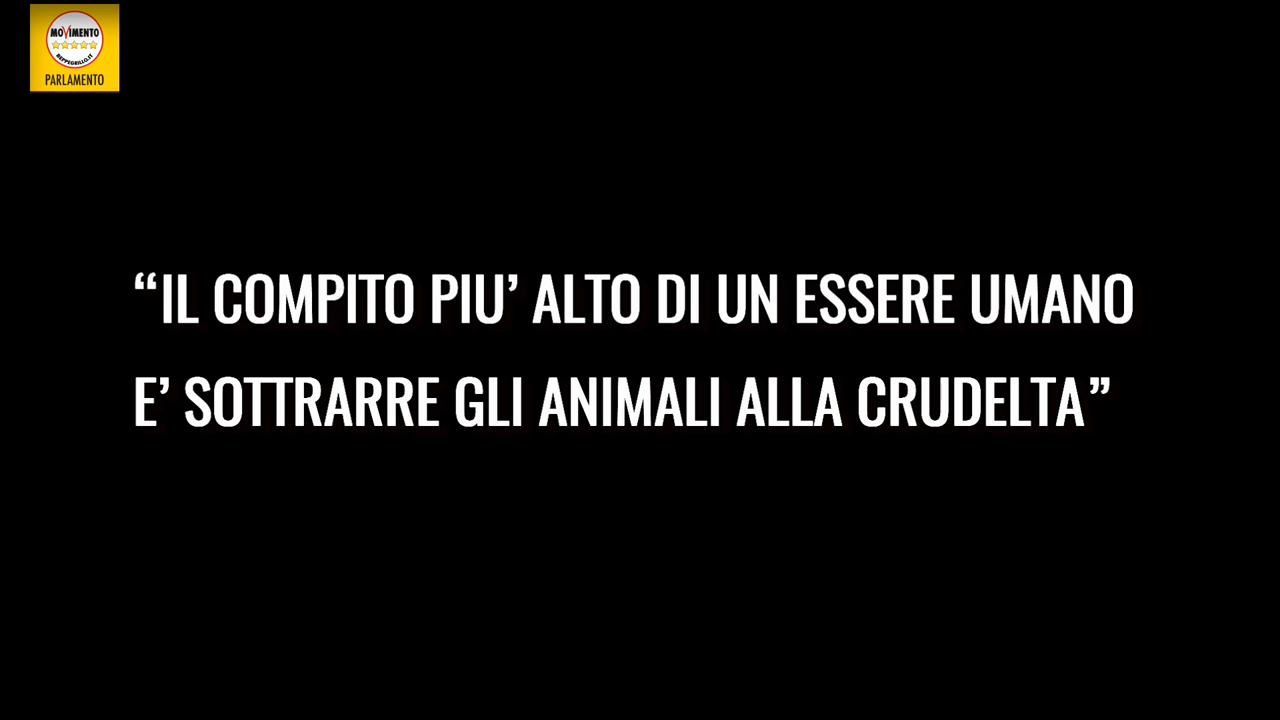 MOVIMENTO
BEPPEGRILLO.IT
PARLAMENTO
“IL COMPITO PIU’ ALTO DI UN ESSERE UMANO
E’ SOTTRARRE GLI ANIMALI ALLA CRUDELTA”